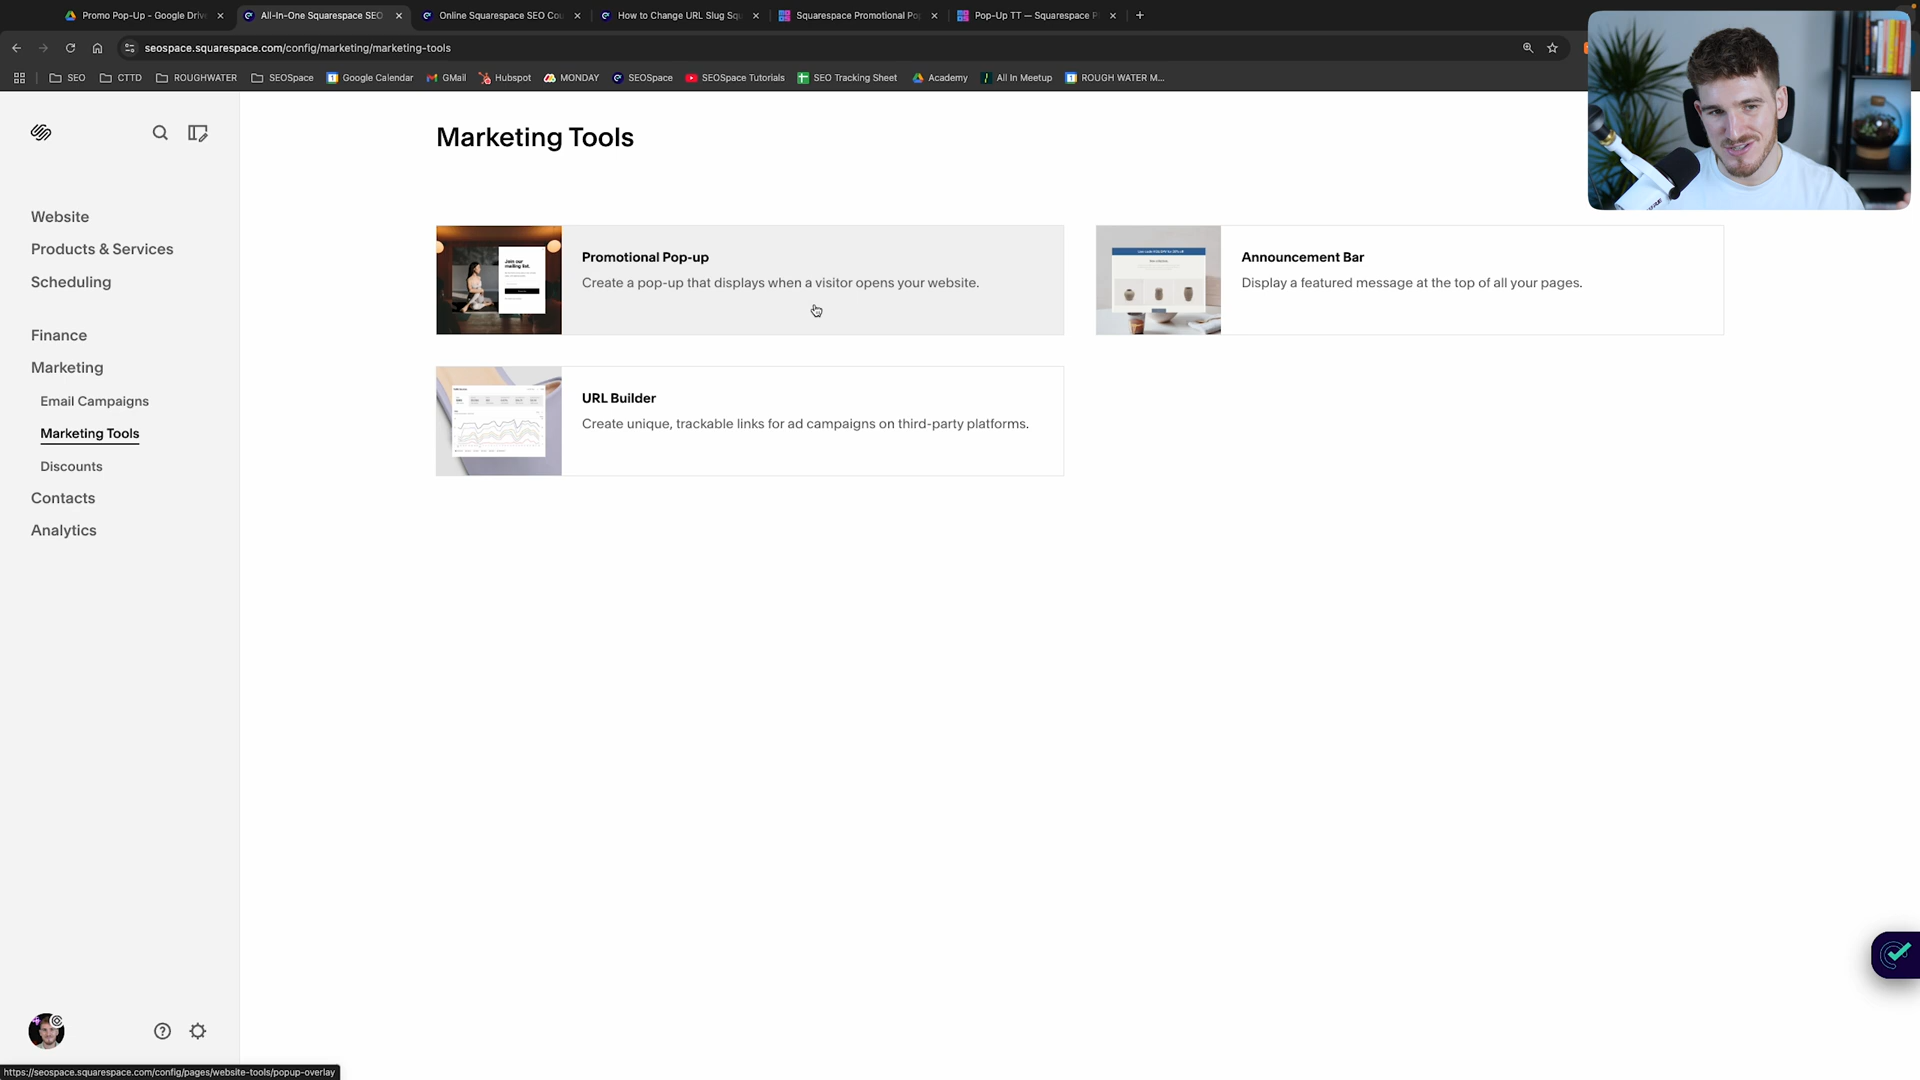 Promo Pop-Up - Google Driv
All-In-One Squarespace SEO
Online Squarespace SEO Cou
How to Change URL Slug Squ
Squarespace Promotional Po
Pop-Up TT — Squarespace P
seospace.squarespace.com/config/marketing/marketing-tools
SEO
CTTD
ROUGHWATER
SEOSpace
Google Calendar
GMail
Hubspot
MONDAY
SEOSpace
SEOSpace Tutorials
SEO Tracking Sheet
Academy
All In Meetup
ROUGH WATER M...
Marketing Tools
Website
Products & Services
Scheduling
Finance
Marketing
Email Campaigns
Marketing Tools
Discounts
Contacts
Analytics
Join our
mailing list.
Promotional Pop-up
Create a pop-up that displays when a visitor opens your website.
Announcement Bar
Display a featured message at the top of all your pages.
URL Builder
Create unique, trackable links for ad campaigns on third-party platforms.
https://seospace.squarespace.com/config/pages/website-tools/popup-overlay